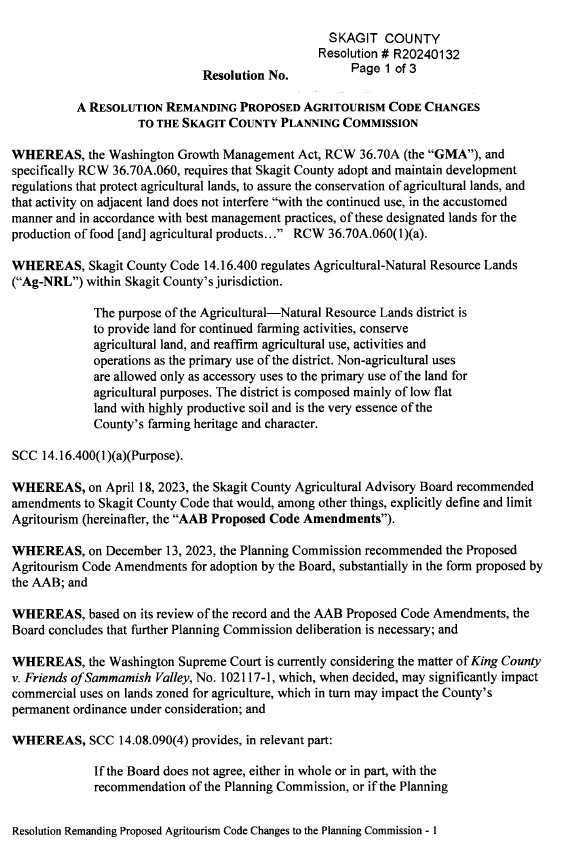 SKAGIT COUNTY
Resolution # R20240132
Page 1 of 3
Resolution No.
A RESOLUTION REMANDING PROPOSED AGRITOURISM CODE CHANGES
TO THE SKAGIT COUNTY PLANNING COMMISSION
WHEREAS, the Washington Growth Management Act, RCW 36.70A (the “GMA”), and
specifically RCW 36.70A.060, requires that Skagit County adopt and maintain development
regulations that protect agricultural lands, to assure the conservation of agricultural lands, and
that activity on adjacent land does not interfere “with the continued use, in the accustomed
manner and in accordance with best management practices, of these designated lands for the
production of food [and] agricultural products…” RCW 36.70A.060(1)(a).
WHEREAS, Skagit County Code 14.16.400 regulates Agricultural-Natural Resource Lands
(“Ag-NRL”) within Skagit County’s jurisdiction.
The purpose of the Agricultural—Natural Resource Lands district is
to provide land for continued farming activities, conserve
agricultural land, and reaffirm agricultural use, activities and
operations as the primary use of the district. Non-agricultural uses
are allowed only as accessory uses to the primary use of the land for
agricultural purposes. The district is composed mainly of low flat
land with highly productive soil and is the very essence of the
County’s farming heritage and character.
SCC 14.16.400(1)(a)(Purpose).
WHEREAS, on April 18, 2023, the Skagit County Agricultural Advisory Board recommended
amendments to Skagit County Code that would, among other things, explicitly define and limit
Agritourism (hereinafter, the “AAB Proposed Code Amendments”).
WHEREAS, on December 13, 2023, the Planning Commission recommended the Proposed
Agritourism Code Amendments for adoption by the Board, substantially in the form proposed by
the AAB; and
WHEREAS, based on its review of the record and the AAB Proposed Code Amendments, the
Board concludes that further Planning Commission deliberation is necessary; and
WHEREAS, the Washington Supreme Court is currently considering the matter of King County
v. Friends of Sammamish Valley, No. 102117-1, which, when decided, may significantly impact
commercial uses on lands zoned for agriculture, which in turn may impact the County’s
permanent ordinance under consideration; and
WHEREAS, SCC 14.08.090(4) provides, in relevant part:
If the Board does not agree, either in whole or in part, with the
recommendation of the Planning Commission, or if the Planning
Resolution Remanding Proposed Agritourism Code Changes to the Planning Commission - 1